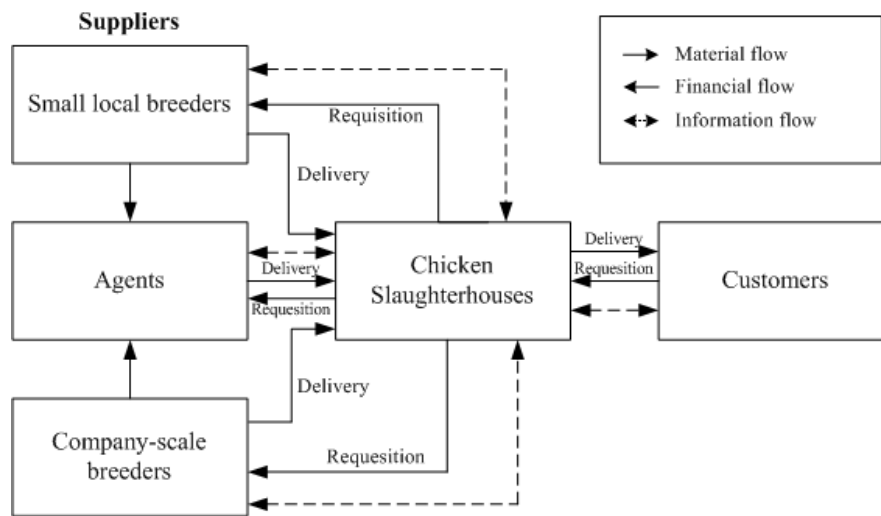 Suppliers
Small local breeders
Requisition
Delivery
Material flow
Financial flow
Information flow
Agents
Delivery
Requesition
Chicken
Slaughterhouses
Delivery
Requesition
Customers
Delivery
Company-scale
breeders
Requesition